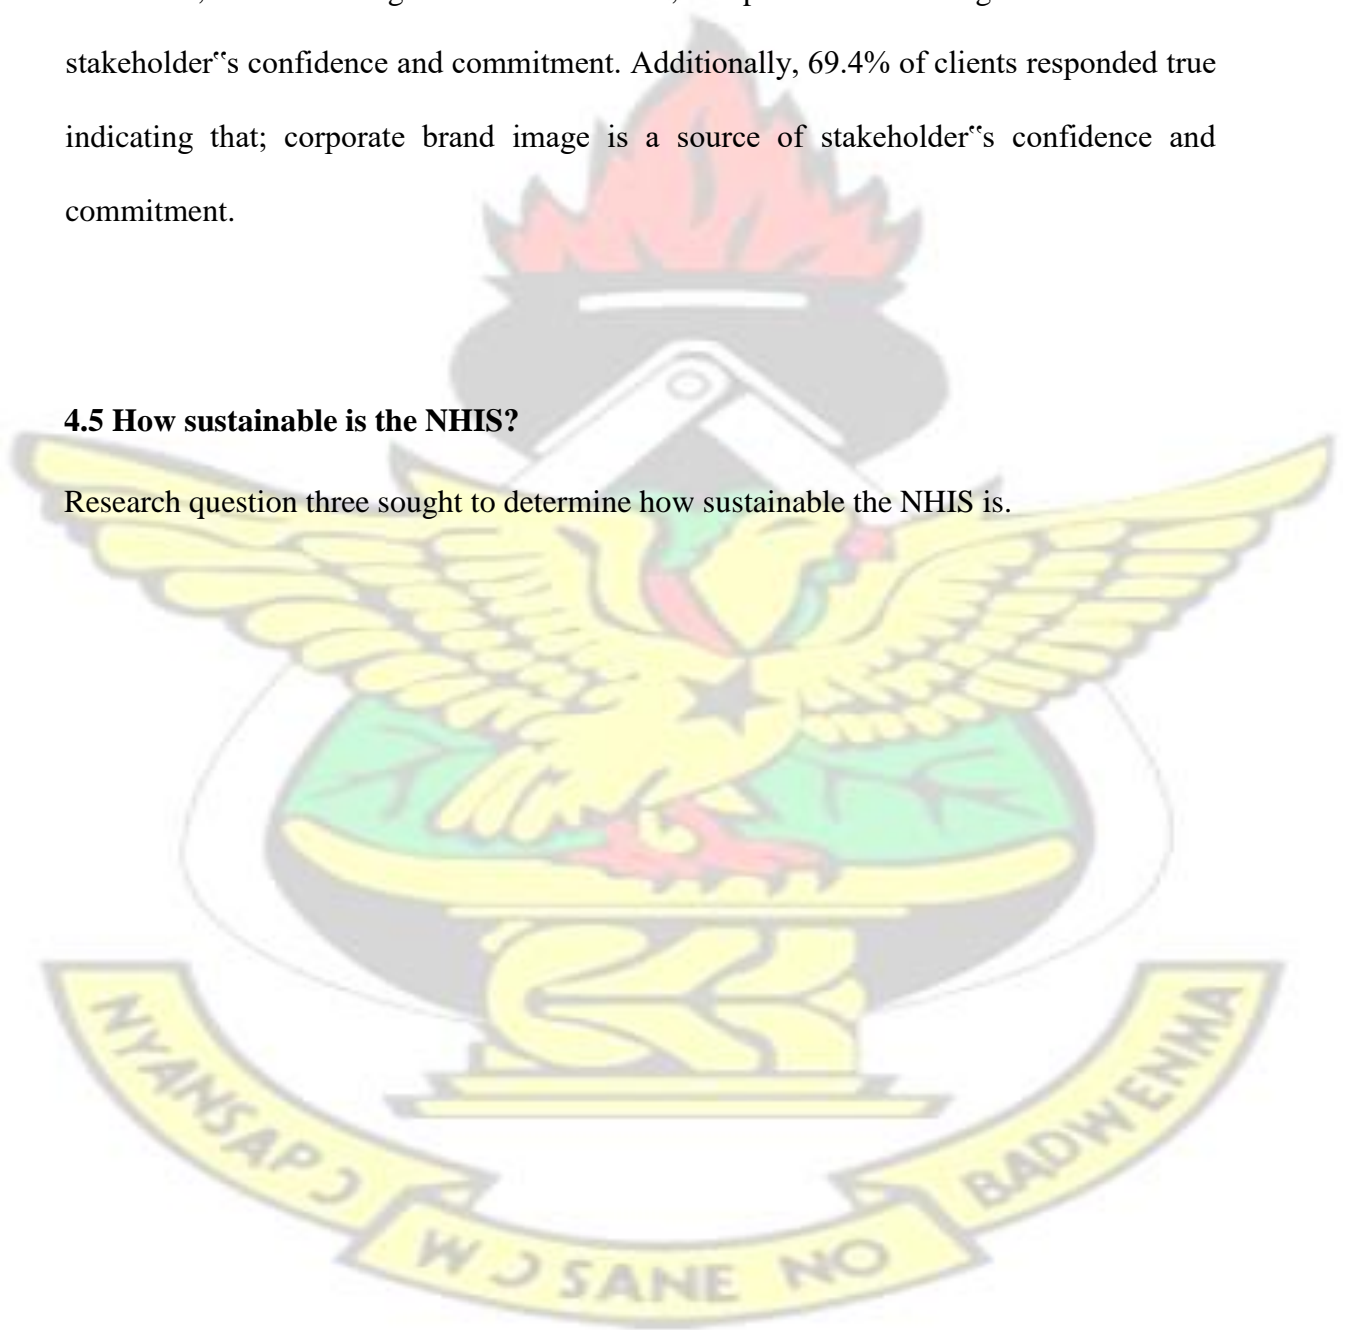 stakeholder‟s confidence and commitment. Additionally, 69.4% of clients responded true
indicating that; corporate brand image is a source of stakeholder‟s confidence and
commitment.
4.5 How sustainable is the NHIS?
Research question three sought to determine how sustainable the NHIS is.
NYANSAPƆ
WƆ SANE NO
BADWENMA